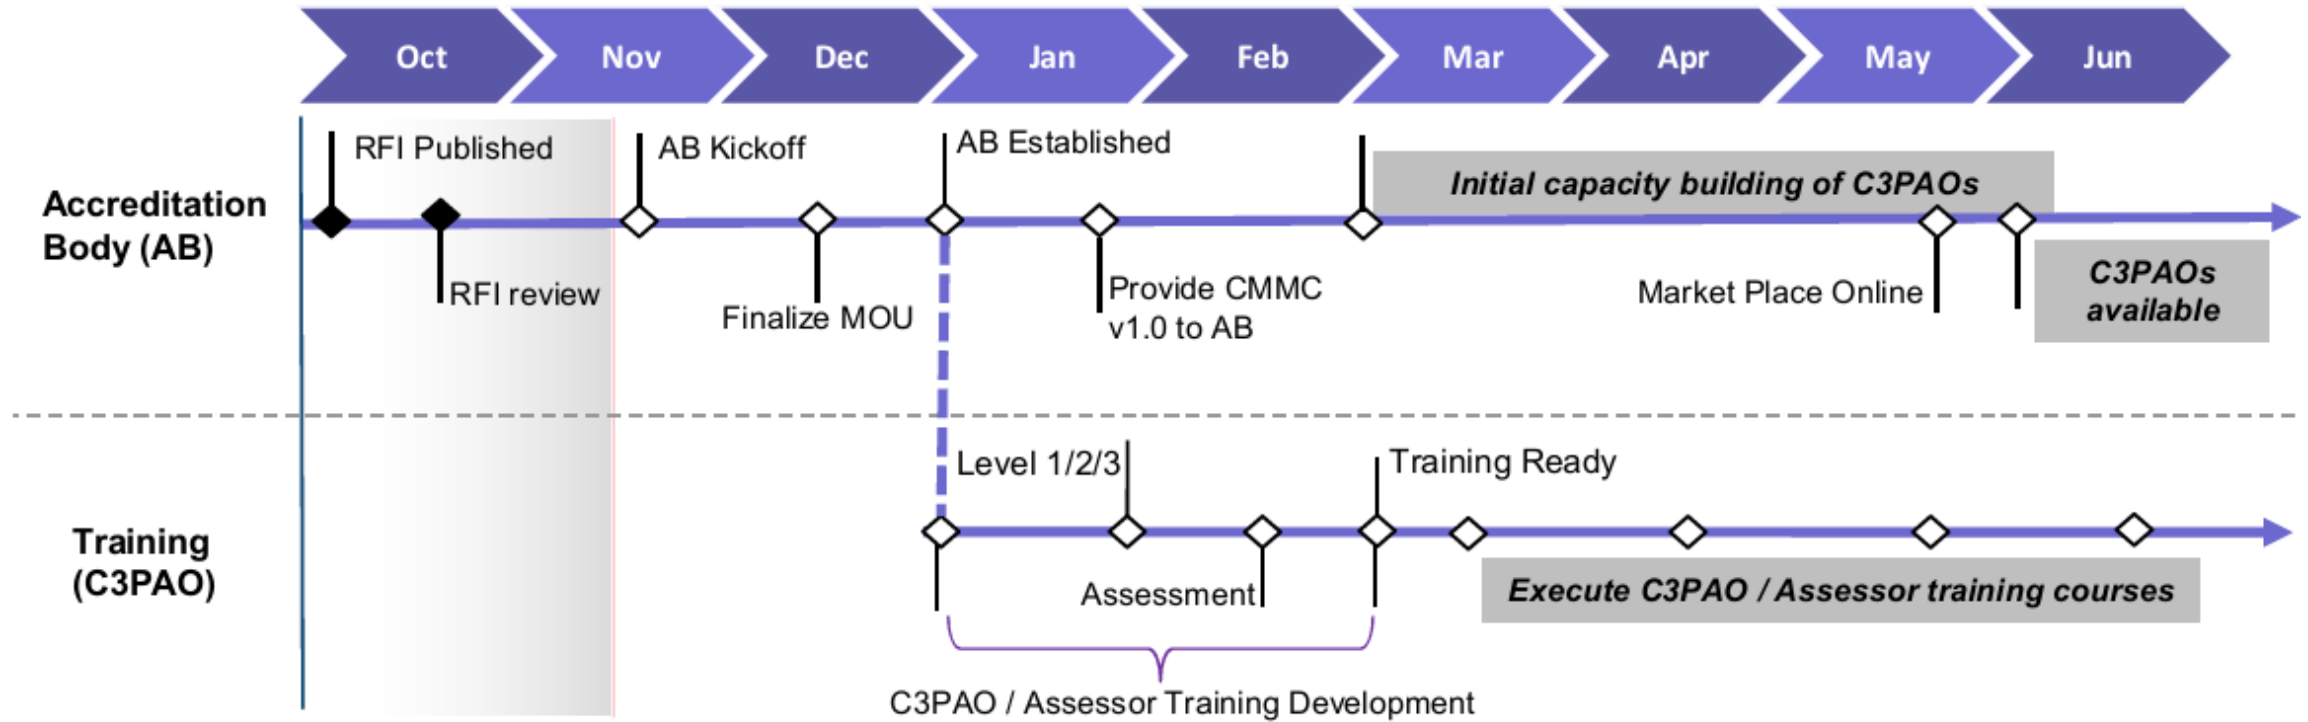 Oct Nov Dec Jan Feb Mar Apr May Jun
RFI Published
AB Kickoff
AB Established
Initial capacity building of C3PAOs
Accreditation
Body (AB)
RFI review
Finalize MOU
Provide CMMC
v1.0 to AB
Market Place Online
C3PAOs
available
Level 1/2/3
Training Ready
Training
(C3PAO)
Assessment
Execute C3PAO / Assessor training courses
C3PAO / Assessor Training Development